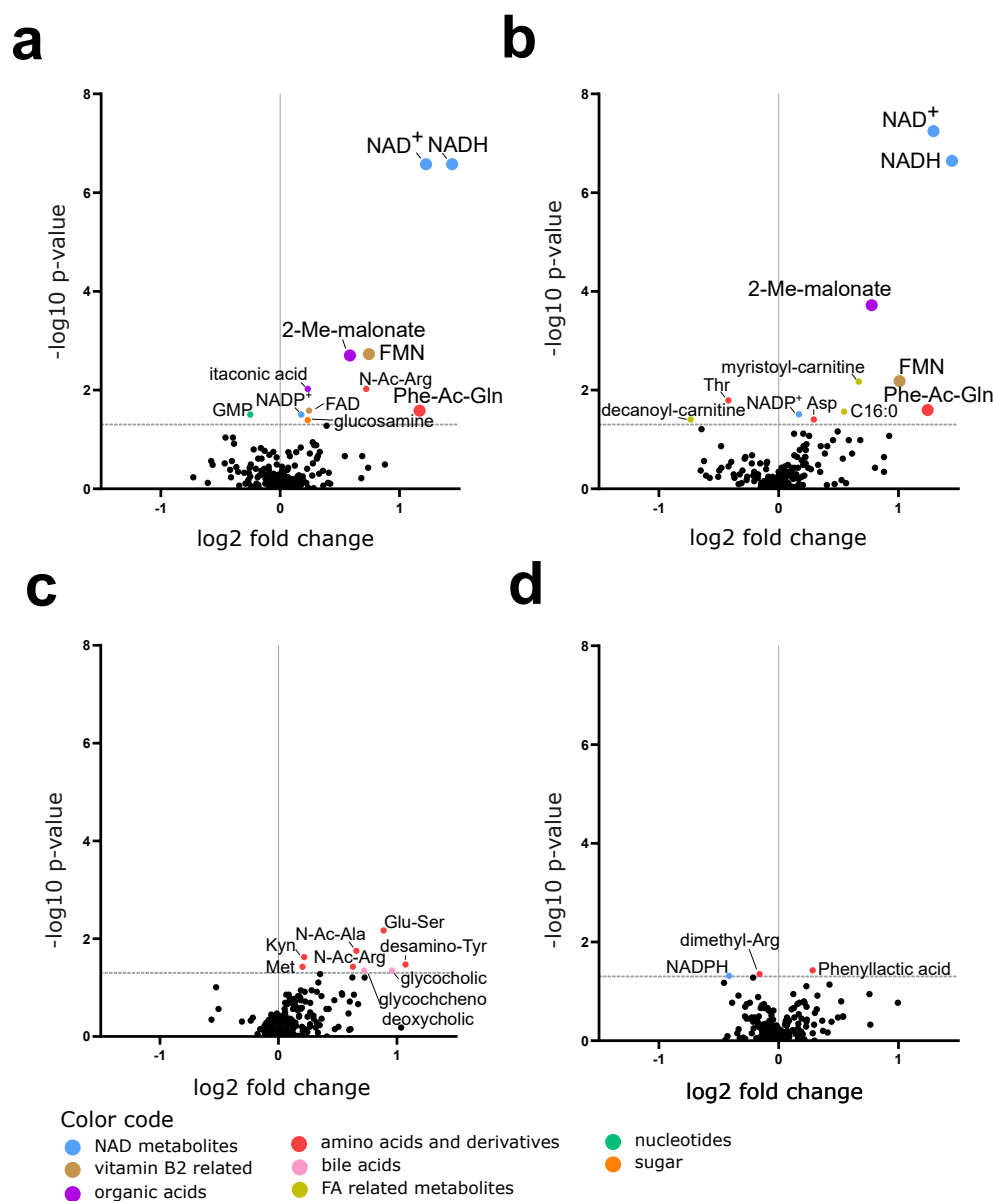 a
8
6
4
2
0
-1
0
1
-log10 p-value
log2 fold change
NAD+ NADH
2-Me-malonate
FMN
itaconic acid
N-Ac-Arg
NADP+
FAD
Phe-Ac-Gln
GMP
glucosamine
b
8
6
4
2
0
-1
0
1
-log10 p-value
log2 fold change
NAD+
NADH
2-Me-malonate
myristoyl-carnitine
FMN
Thr
Phe-Ac-Gln
decanoyl-carnitine
NADP+ Asp
C16:0
c
8
6
4
2
0
-1
0
1
-log10 p-value
log2 fold change
Glu-Ser
N-Ac-Ala
desamino-Tyr
Kyn
N-Ac-Arg
Met
glycocholic
glycochcheno
deoxycholic
d
8
6
4
2
0
-1
0
1
-log10 p-value
log2 fold change
dimethyl-Arg
NADPH
Phenyllactic acid
Color code
NAD metabolites
vitamin B2 related
organic acids
amino acids and derivatives
bile acids
FA related metabolites
nucleotides
sugar